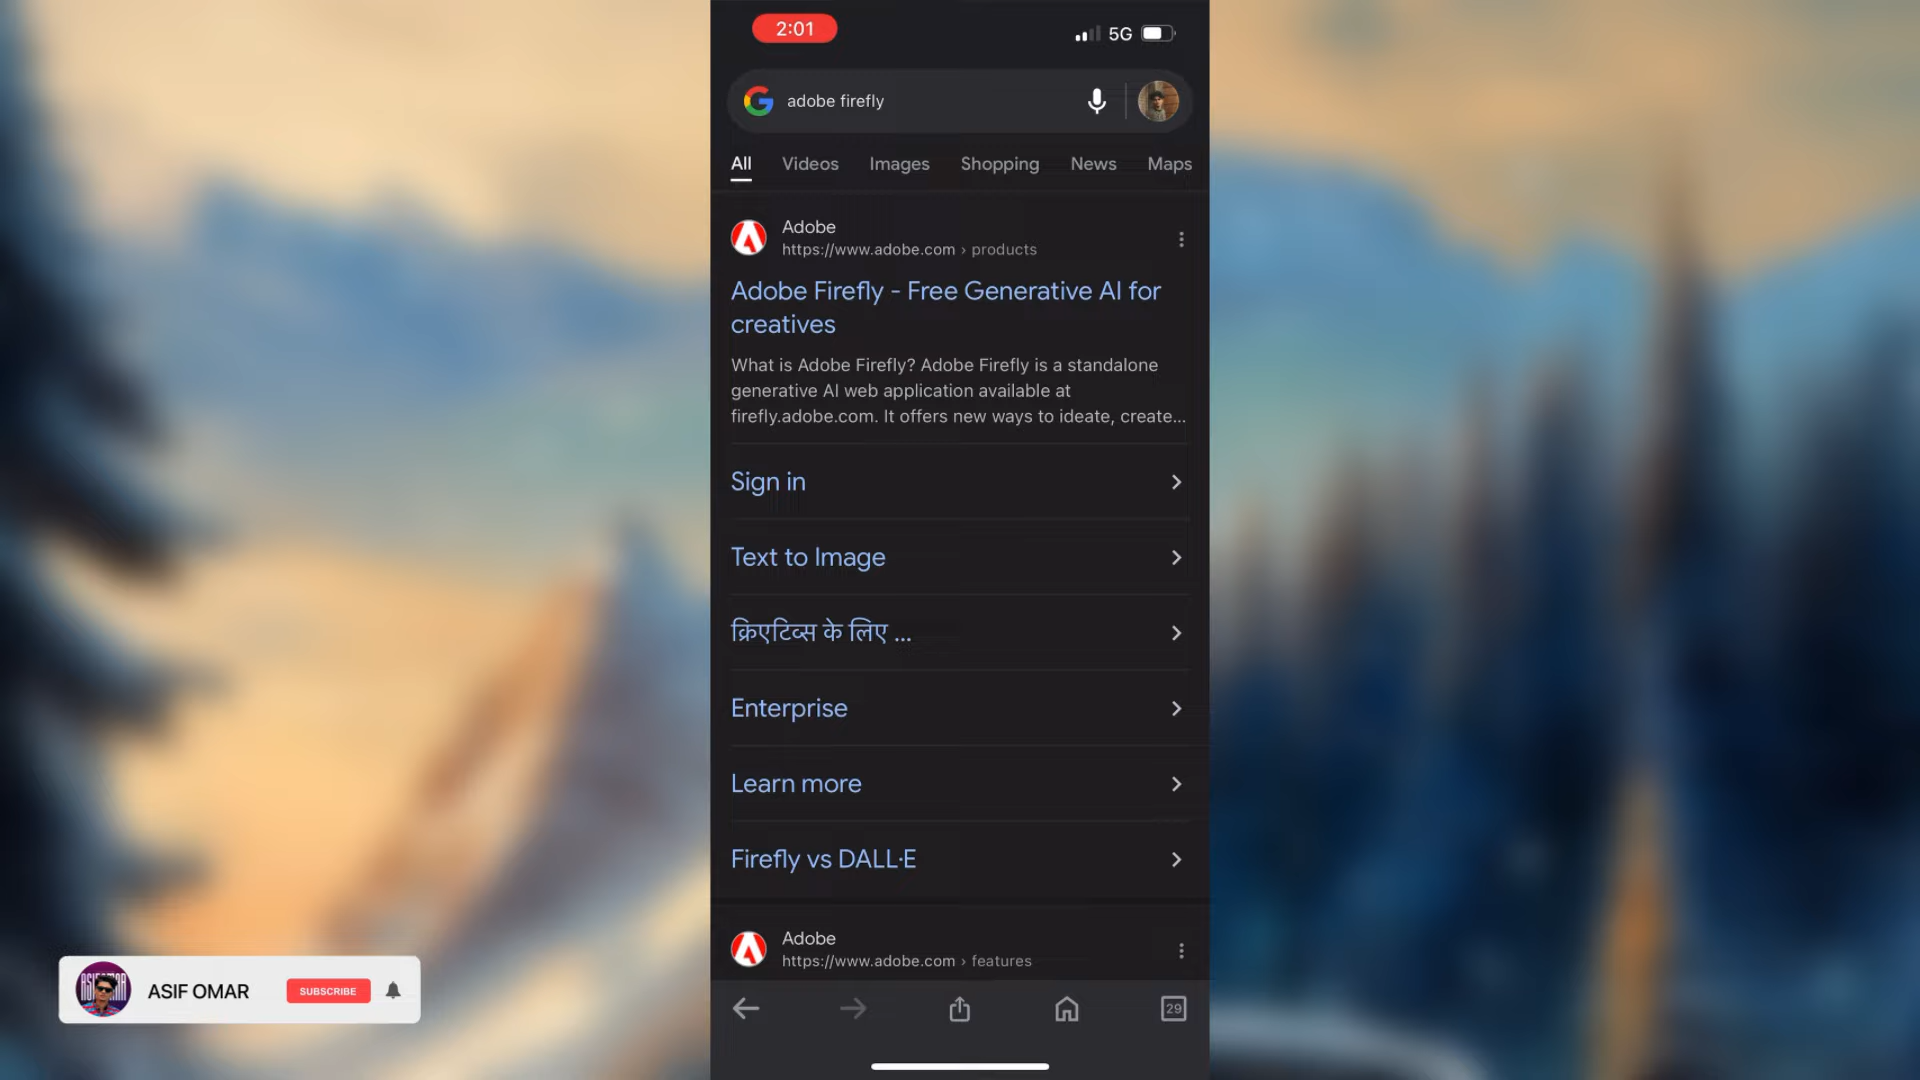 2:01
5G
adobe firefly
All Videos Images Shopping News Maps
Adobe
https://www.adobe.com › products
Adobe Firefly - Free Generative AI for
creatives
What is Adobe Firefly? Adobe Firefly is a standalone
generative AI web application available at
firefly.adobe.com. It offers new ways to ideate, create...
Sign in
Text to Image
क्रिएटिव्स के लिए ...
Enterprise
Learn more
Firefly vs DALL·E
Adobe
https://www.adobe.com › features
29
ASIF OMAR
SUBSCRIBE